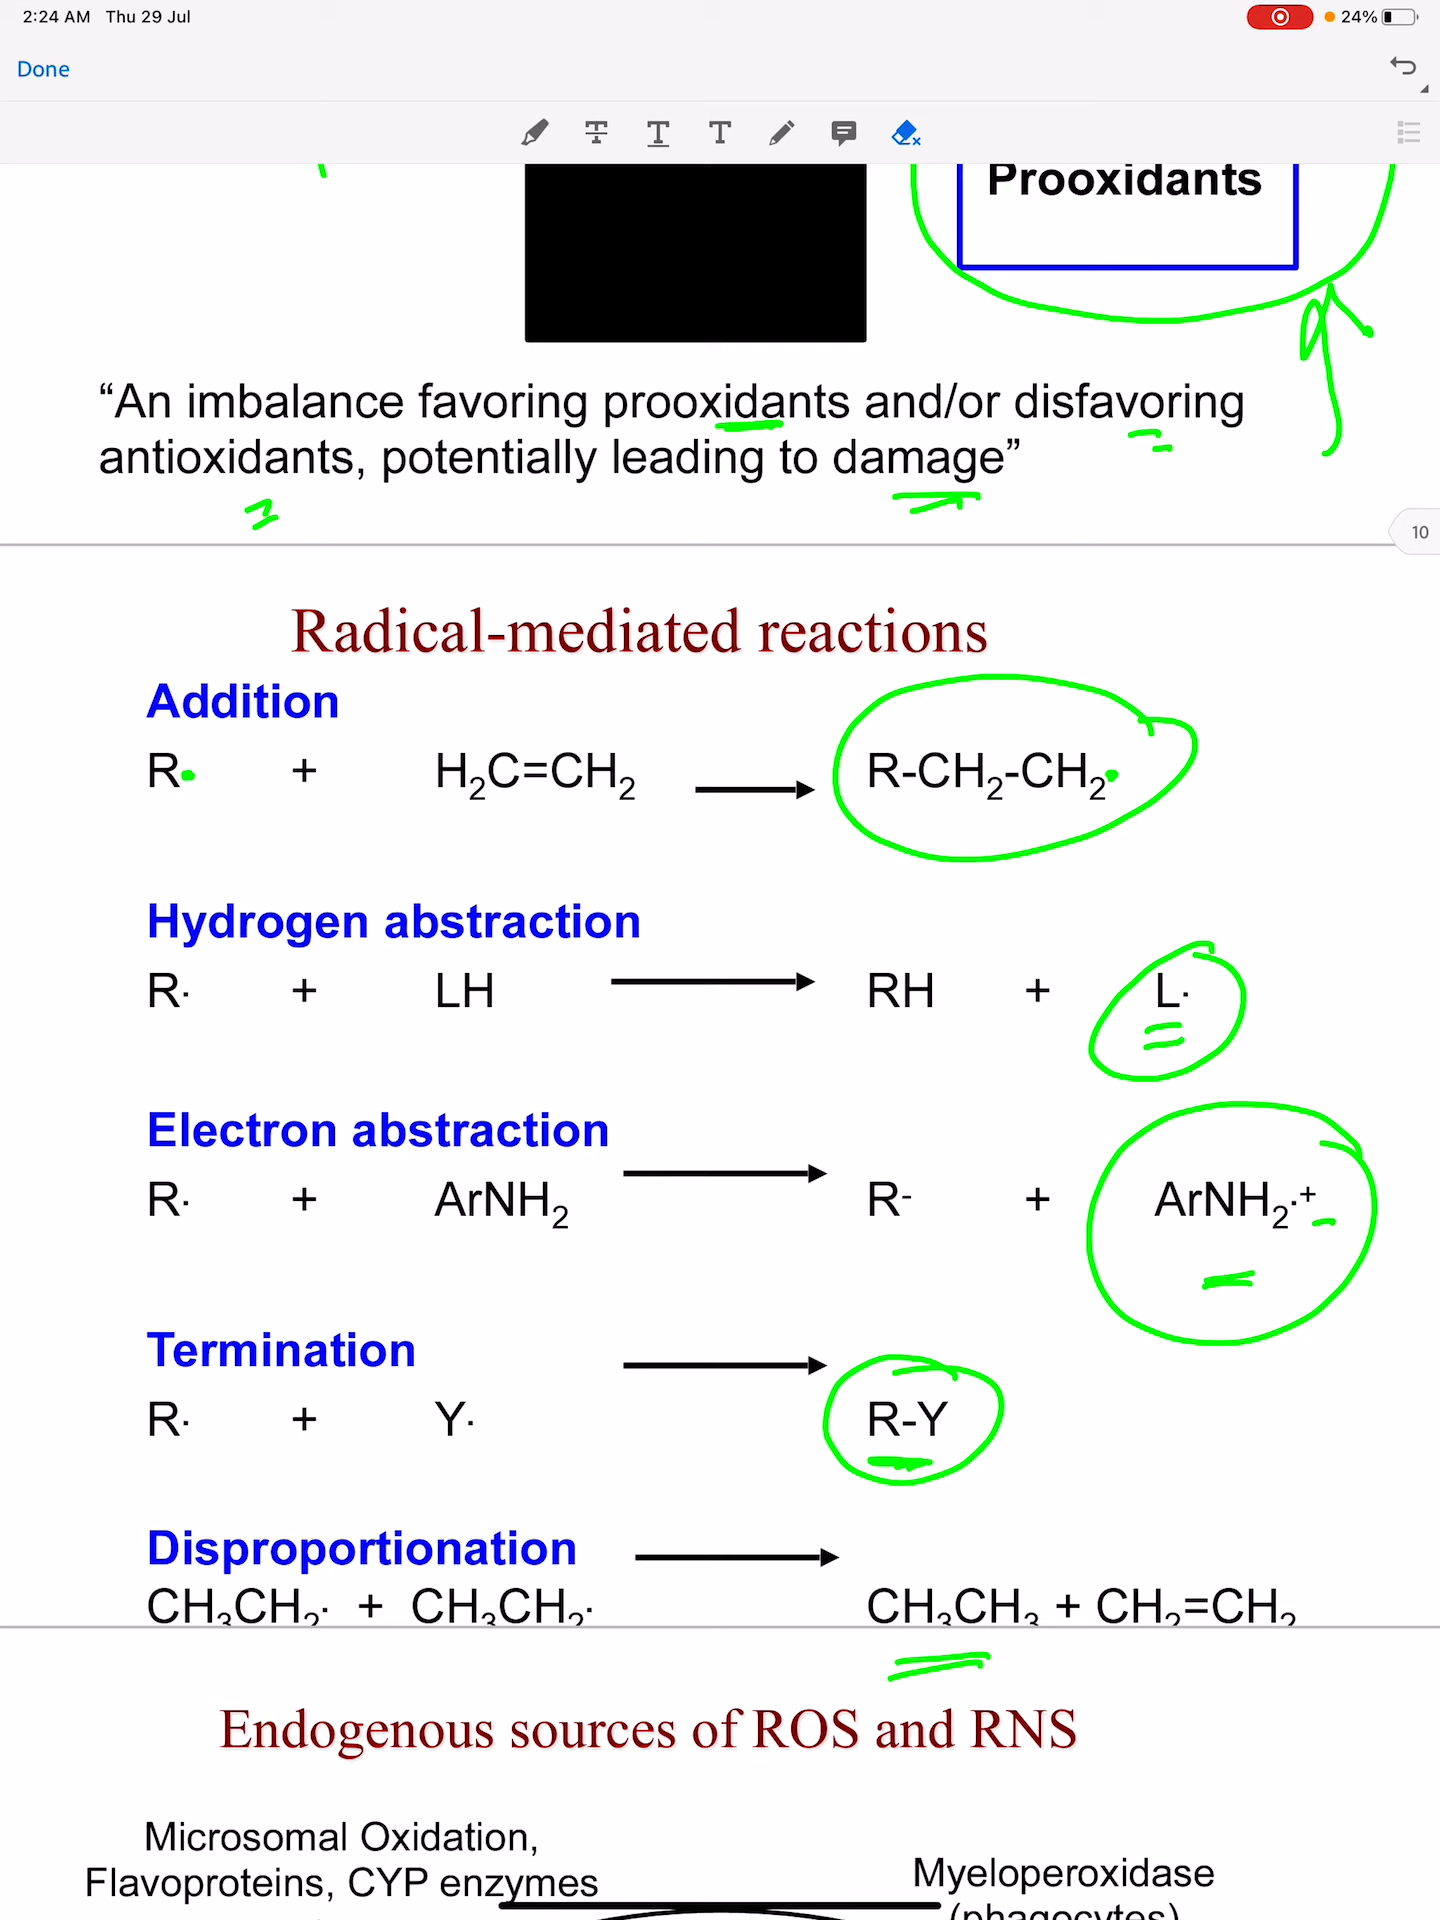 2:24 AM Thu 29 Jul
24%
Done
Prooxidants
“An imbalance favoring prooxidants and/or disfavoring
antioxidants, potentially leading to damage”
10
Radical-mediated reactions
Addition
R· + H₂C=CH₂ → R-CH₂-CH₂·
Hydrogen abstraction
R· + LH → RH + L·
Electron abstraction
R· + ArNH₂ → R⁻ + ArNH₂·⁺
Termination
R· + Y· → R-Y
Disproportionation
CH₃CH₂· + CH₃CH₂· → CH₃CH₃ + CH₂=CH₂
Endogenous sources of ROS and RNS
Microsomal Oxidation,
Flavoproteins, CYP enzymes
Myeloperoxidase
(phagocytes)